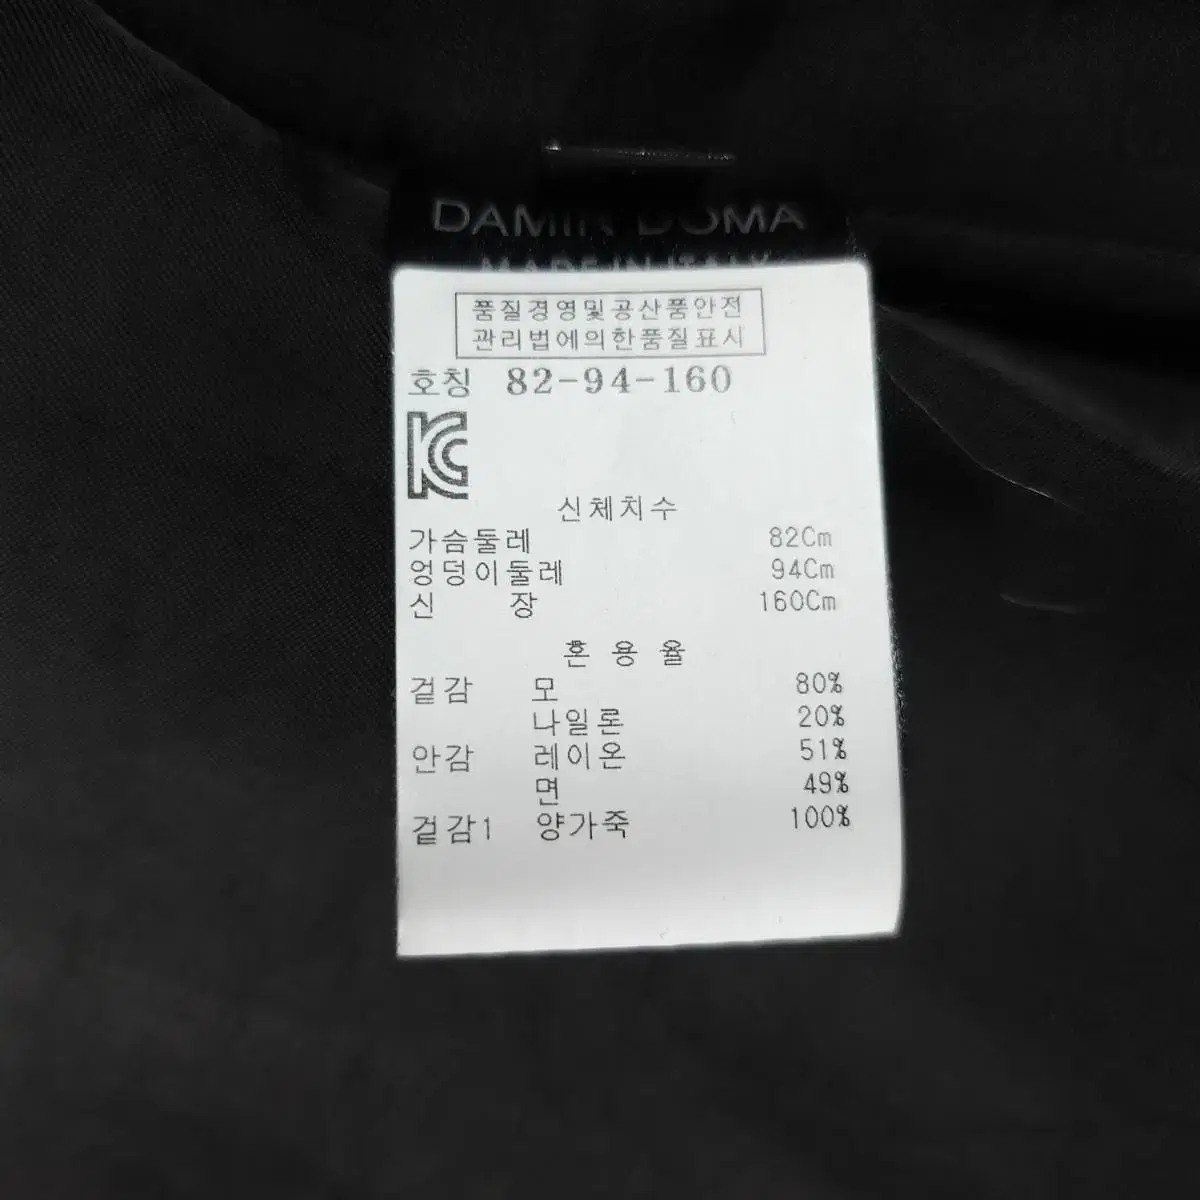 DAMIR DOMA
MADE IN ITALY
품질경영및공산품안전
관리법에의한품질표시
호칭 82-94-160
신체치수
가슴둘레 82Cm
엉덩이둘레 94Cm
신 장 160Cm
혼 용 율
겉감 모 80%
나일론 20%
안감 레이온 51%
면 49%
겉감1 양가죽 100%